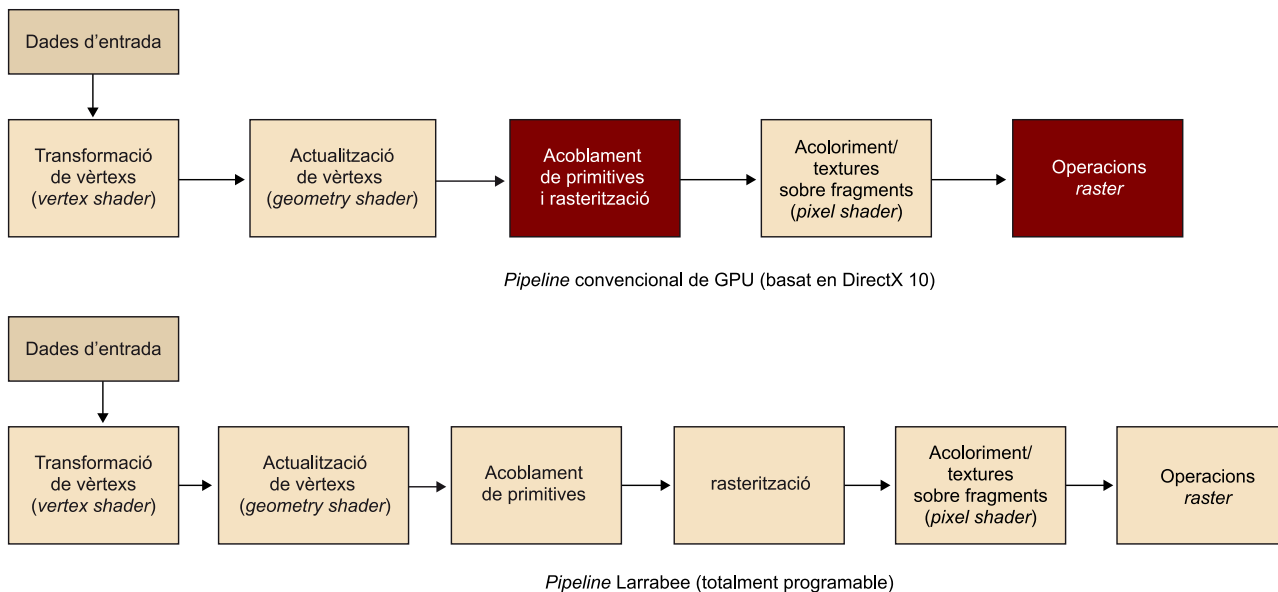 Dades d’entrada
Transformació
de vèrtexs
(vertex shader)
Actualització
de vèrtexs
(geometry shader)
Acoblament
de primitives
i rasterització
Acoloriment/
textures
sobre fragments
(pixel shader)
Operacions
raster
Pipeline convencional de GPU (basat en DirectX 10)
Dades d’entrada
Transformació
de vèrtexs
(vertex shader)
Actualització
de vèrtexs
(geometry shader)
Acoblament
de primitives
rasterització
Acoloriment/
textures
sobre fragments
(pixel shader)
Operacions
raster
Pipeline Larrabee (totalment programable)